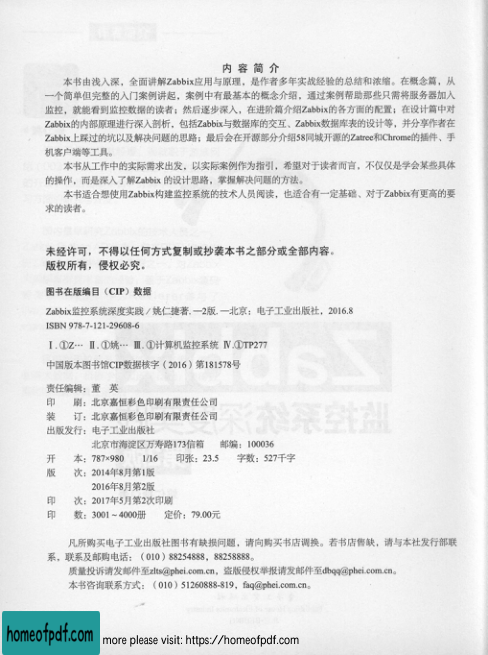 内 容 简 介
本书由浅入深,全面讲解Zabbix应用与原理,是作者多年实战经验的总结和浓缩。在概念篇,从
一个简单但完整的入门案例讲起,案例中有最基本的概念介绍,通过案例帮助那些只需将服务器加入
监控,就能看到监控数据的读者;然后逐步深入,在进阶篇介绍Zabbix的各方面的配置;在设计篇中对
Zabbix的内部原理进行深入剖析,包括Zabbix与数据库的交互、Zabbix数据库表的设计等,并分享作者在
Zabbix上踩过的坑以及解决问题的思路;最后会在开源部分介绍58同城开源的Zatree和Chrome的插件、手
机客户端等工具。
本书从工作中的实际需求出发,以实际案例作为指引,希望对于读者而言,不仅仅是学会某些具体
的操作,而是深入了解Zabbix 的设计思路,掌握解决问题的方法。
本书适合想使用Zabbix构建监控系统的技术人员阅读,也适合有一定基础、对于Zabbix有更高的要
求的读者。
未经许可,不得以任何方式复制或抄袭本书之部分或全部内容。
版权所有,侵权必究。
图书在版编目(CIP)数据
Zabbix监控系统深度实践/姚仁捷著.—2版.—北京:电子工业出版社,2016.8
ISBN 978-7-121-29608-6
Ⅰ.①Z… Ⅱ.①姚… Ⅲ.①计算机监控系统 Ⅳ.①TP277
中国版本图书馆CIP数据核字(2016)第181578号
责任编辑:董 英
印 刷:北京嘉恒彩色印刷有限责任公司
装 订:北京嘉恒彩色印刷有限责任公司
出版发行:电子工业出版社
北京市海淀区万寿路173信箱 邮编:100036
开 本:787×980 1/16 印张:23.5 字数:527千字
版 次:2014年8月第1版
2016年8月第2版
印 次:2017年5月第2次印刷
印 数:3001~4000册 定价:79.00元
凡所购买电子工业出版社图书有缺损问题,请向购买书店调换。若书店售缺,请与本社发行部联
系,联系及邮购电话:(010)88254888,88258888。
质量投诉请发邮件至zlts@phei.com.cn,盗版侵权举报请发邮件至dbqq@phei.com.cn。
本书咨询联系方式:(010)51260888-819,faq@phei.com.cn。
homeofpdf.com more please visit: https://homeofpdf.com